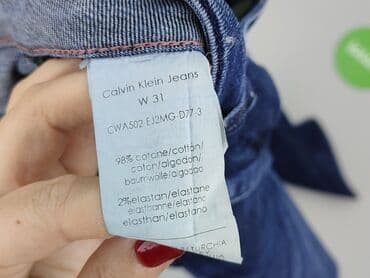 Calvin Klein Jeans
W 31
CWA502 EJ2MG-D77-3
98% cotone/cotton/
coton/algodon/
baumwolle/algodao
2%elastan/elastane
elasthanne/elastano
elasthan/elastano
TURCHIA